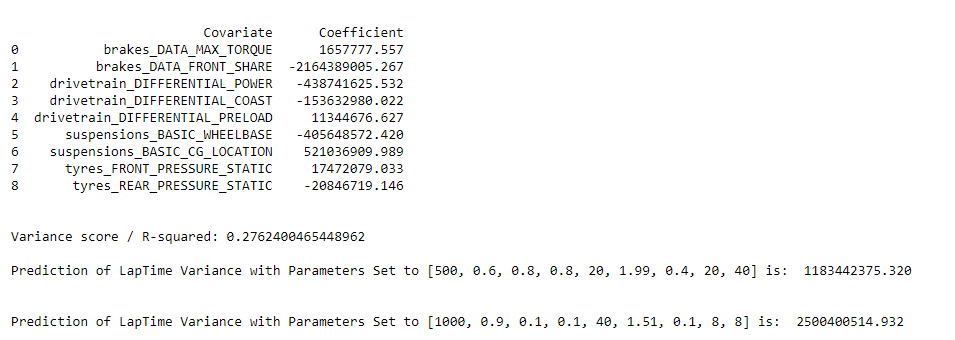 Covariate Coefficient
0 brakes_DATA_MAX_TORQUE 1657777.557
1 brakes_DATA_FRONT_SHARE -2164389005.267
2 drivetrain_DIFFERENTIAL_POWER -438741625.532
3 drivetrain_DIFFERENTIAL_COAST -153632980.022
4 drivetrain_DIFFERENTIAL_PRELOAD 11344676.627
5 suspensions_BASIC_WHEELBASE -405648572.420
6 suspensions_BASIC_CG_LOCATION 521036909.989
7 tyres_FRONT_PRESSURE_STATIC 17472079.033
8 tyres_REAR_PRESSURE_STATIC -20846719.146
Variance score / R-squared: 0.2762400465448962
Prediction of LapTime Variance with Parameters Set to [500, 0.6, 0.8, 0.8, 20, 1.99, 0.4, 20, 40] is: 1183442375.320
Prediction of LapTime Variance with Parameters Set to [1000, 0.9, 0.1, 0.1, 40, 1.51, 0.1, 8, 8] is: 2500400514.932